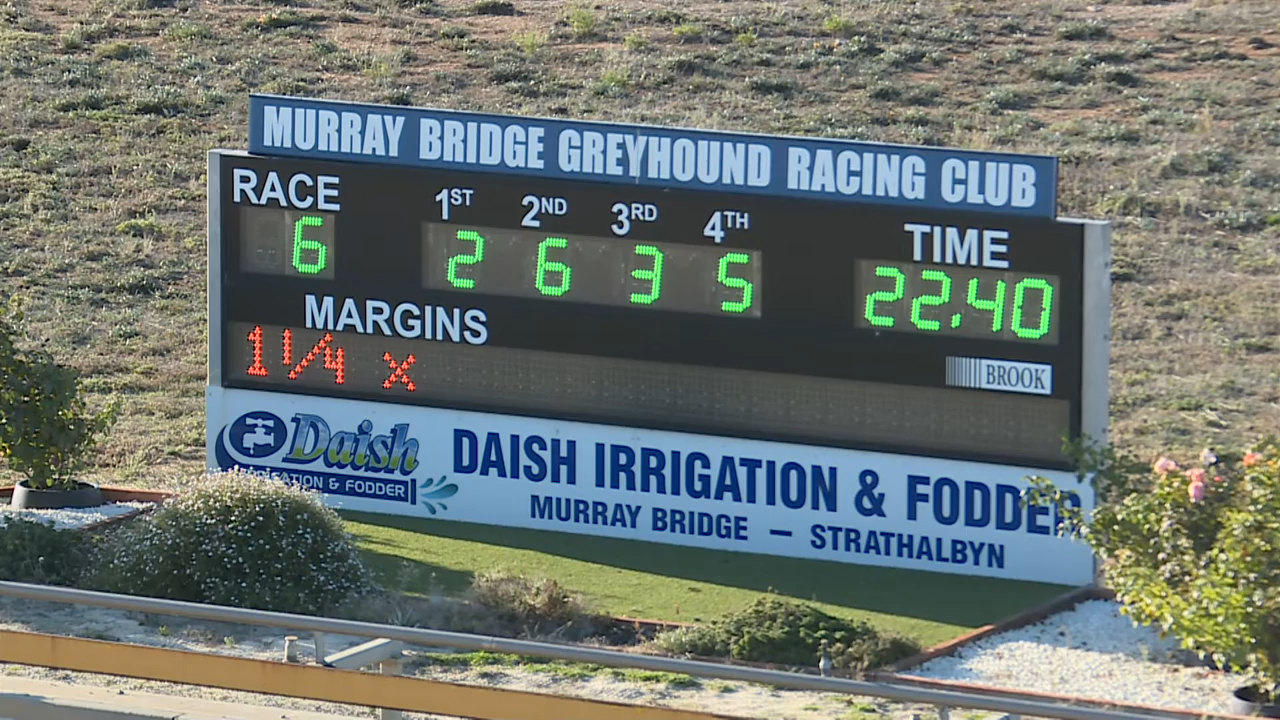 MURRAY BRIDGE GREYHOUND RACING CLUB
RACE 1ST 2ND 3RD 4TH TIME
6 2 6 3 5 22.40
MARGINS
1 1/4 x
BROOK
Daish
IRRIGATION & FODDER
DAISH IRRIGATION & FODDER
MURRAY BRIDGE — STRATHALBYN